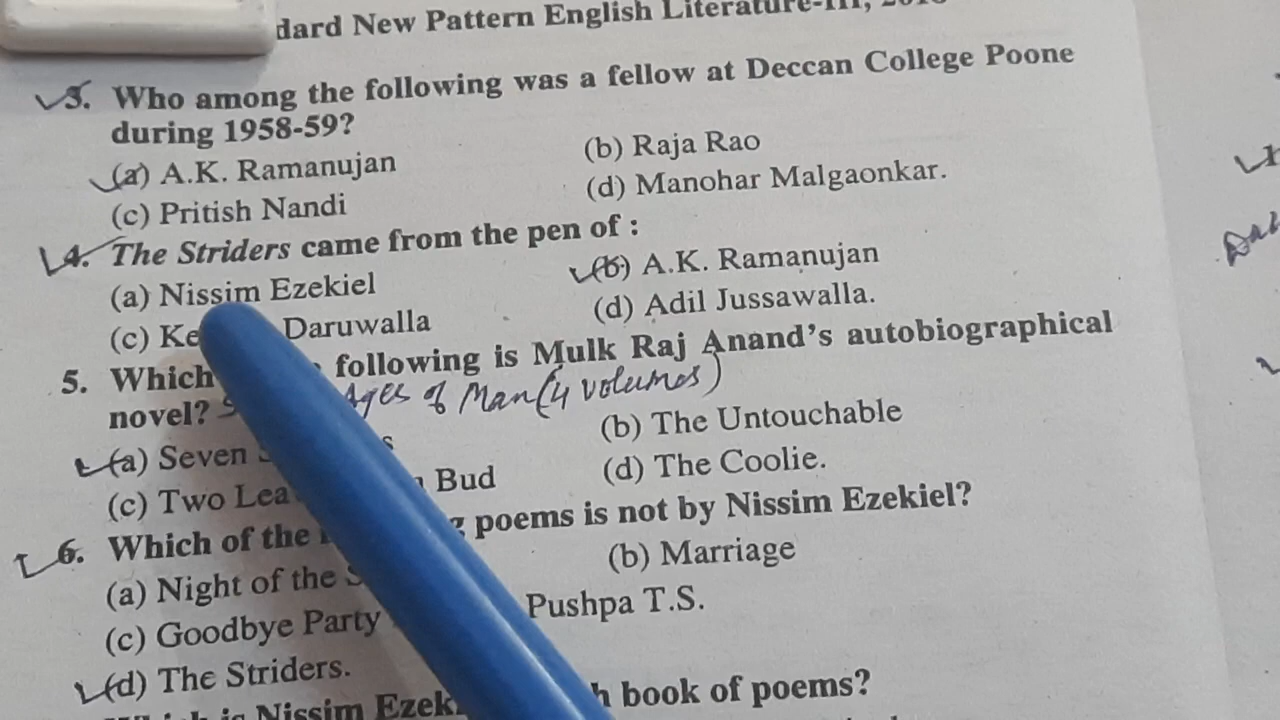 dard New Pattern English Literature-III,
3. Who among the following was a fellow at Deccan College Poone
during 1958-59?
(a) A.K. Ramanujan (b) Raja Rao
(c) Pritish Nandi (d) Manohar Malgaonkar.
4. The Striders came from the pen of :
(a) Nissim Ezekiel (b) A.K. Ramanujan
(c) Ke Daruwalla (d) Adil Jussawalla.
5. Which following is Mulk Raj Anand's autobiographical
novel? Ages of Man (4 volumes)
(a) Seven (b) The Untouchable
(c) Two Lea Bud (d) The Coolie.
6. Which of the poems is not by Nissim Ezekiel?
(a) Night of the (b) Marriage
(c) Goodbye Party Pushpa T.S.
(d) The Striders.
is Nissim Ezek book of poems?